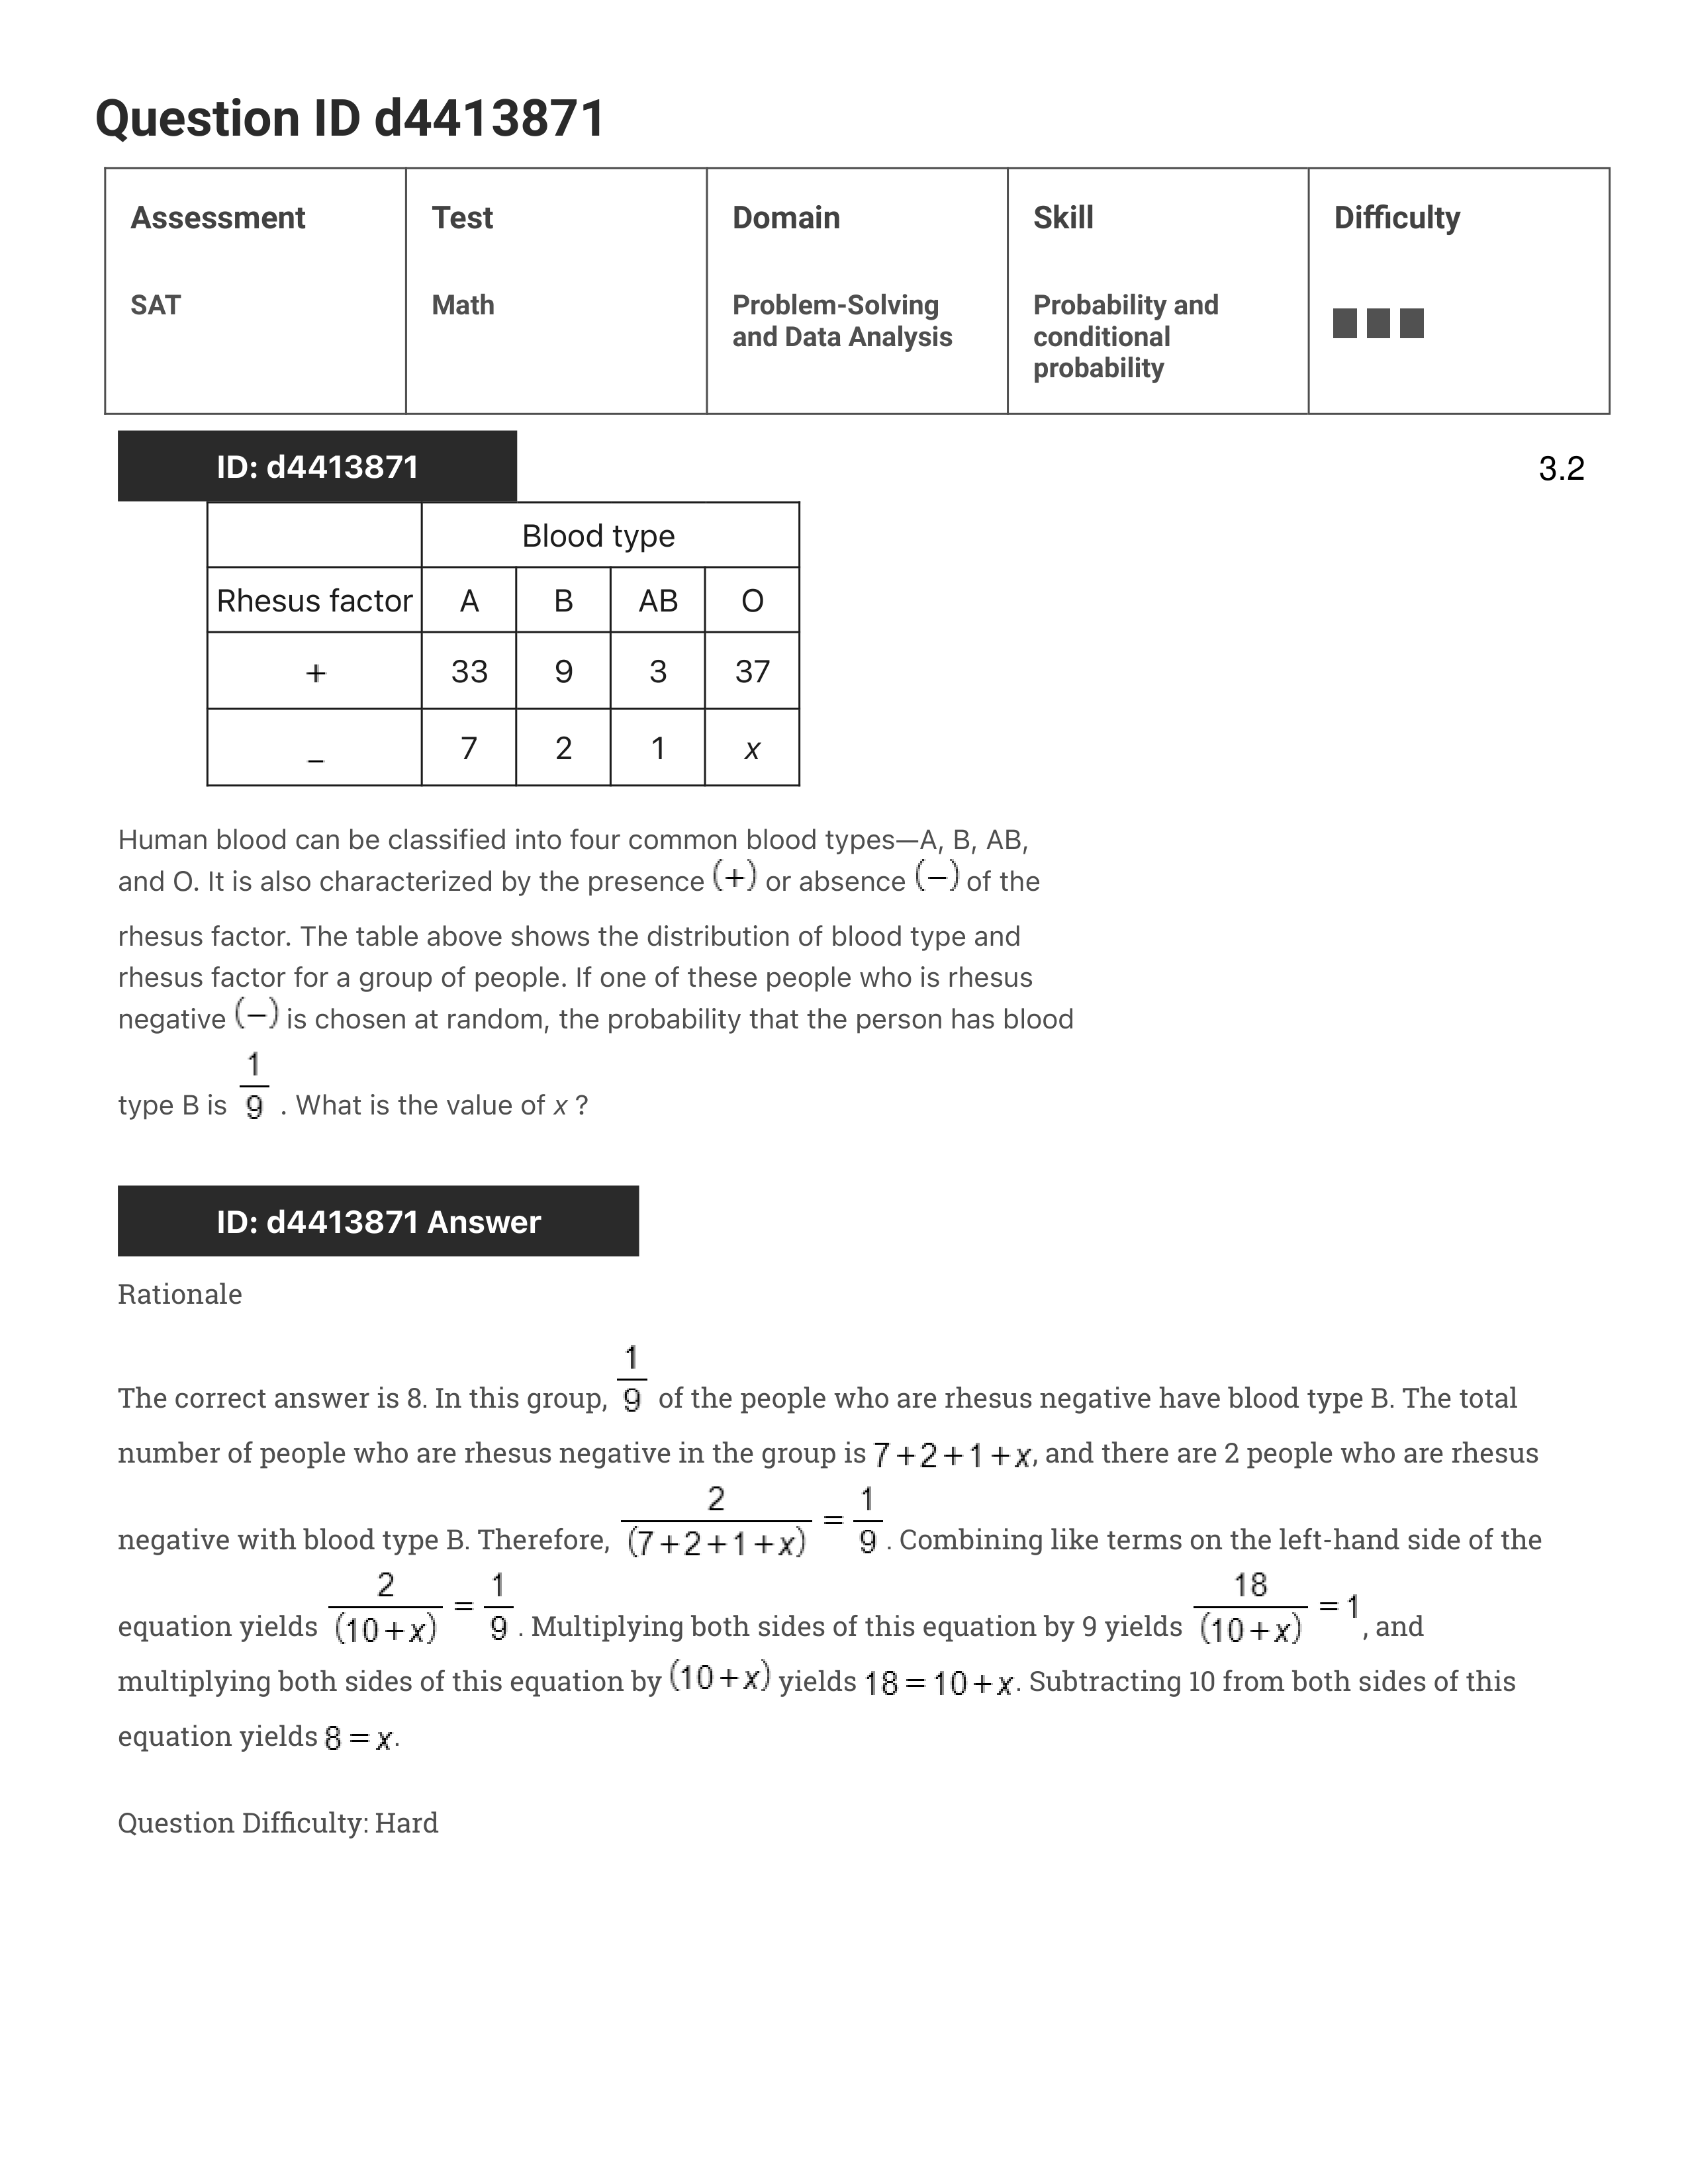 Question ID d4413871
Assessment Test Domain Skill Difficulty
SAT Math Problem-Solving and Data Analysis Probability and conditional probability
ID: d4413871 3.2
Blood type
Rhesus factor A B AB O
+ 33 9 3 37
− 7 2 1 x
Human blood can be classified into four common blood types—A, B, AB,
and O. It is also characterized by the presence (+) or absence (−) of the
rhesus factor. The table above shows the distribution of blood type and
rhesus factor for a group of people. If one of these people who is rhesus
negative (−) is chosen at random, the probability that the person has blood
type B is 1/9 . What is the value of x ?
ID: d4413871 Answer
Rationale
The correct answer is 8. In this group, 1/9 of the people who are rhesus negative have blood type B. The total
number of people who are rhesus negative in the group is 7+2+1+x, and there are 2 people who are rhesus
negative with blood type B. Therefore, 2/(7+2+1+x) = 1/9 . Combining like terms on the left-hand side of the
equation yields 2/(10+x) = 1/9 . Multiplying both sides of this equation by 9 yields 18/(10+x) = 1 , and
multiplying both sides of this equation by (10+x) yields 18=10+x. Subtracting 10 from both sides of this
equation yields 8=x.
Question Difficulty: Hard